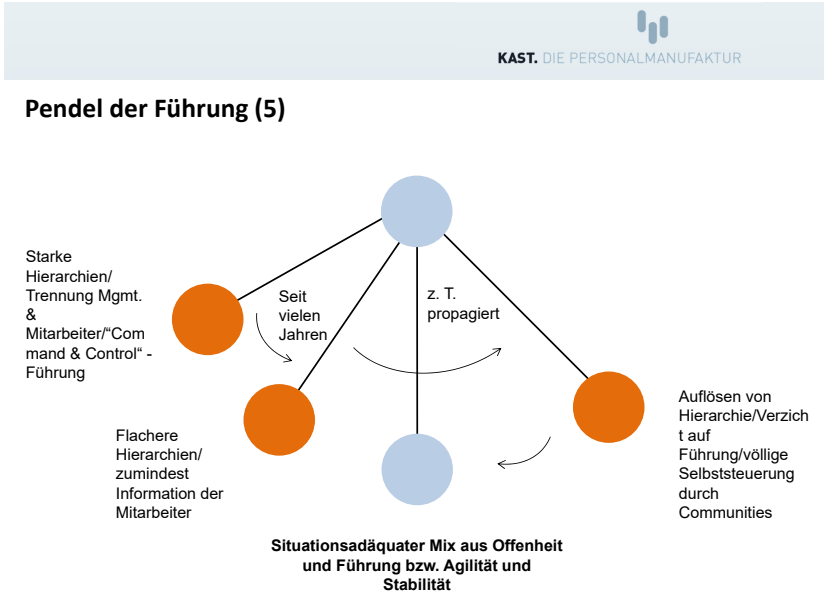 KAST. DIE PERSONALMANUFAKTUR
Pendel der Führung (5)
Starke
Hierarchien/
Trennung Mgmt.
&
Mitarbeiter/“Com
mand & Control“ -
Führung
Seit
vielen
Jahren
z. T.
propagiert
Flachere
Hierarchien/
zumindest
Information der
Mitarbeiter
Auflösen von
Hierarchie/Verzich
t auf
Führung/völlige
Selbststeuerung
durch
Communities
Situationsadäquater Mix aus Offenheit
und Führung bzw. Agilität und
Stabilität